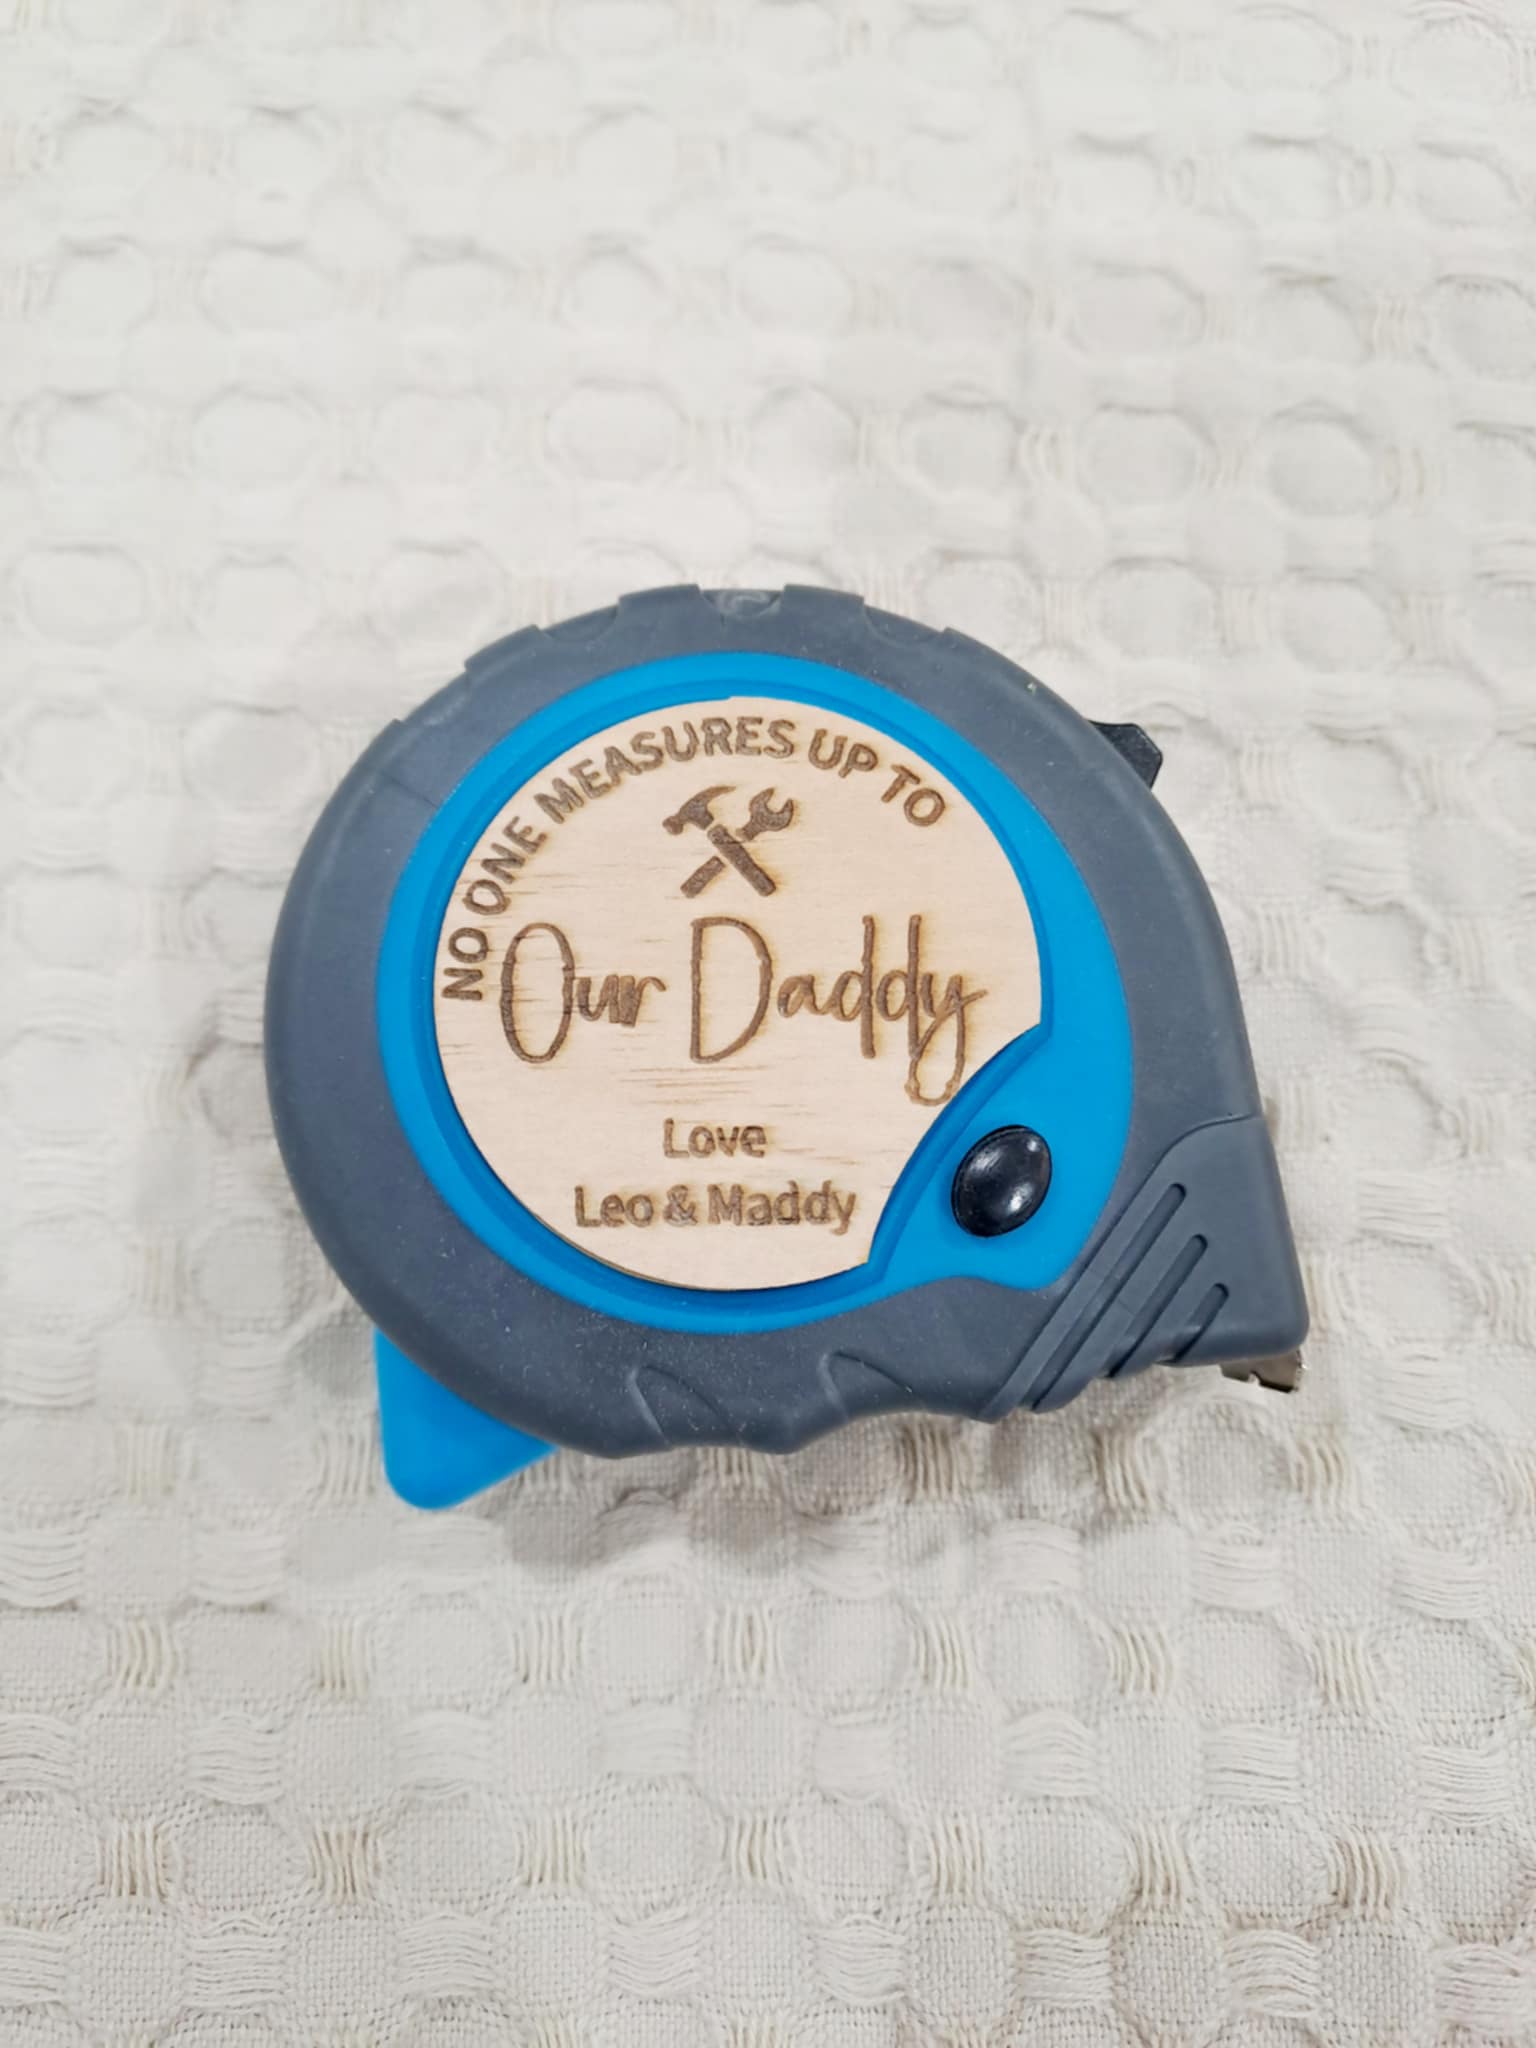 NO ONE MEASURES UP TO
Our Daddy
Love
Leo & Maddy